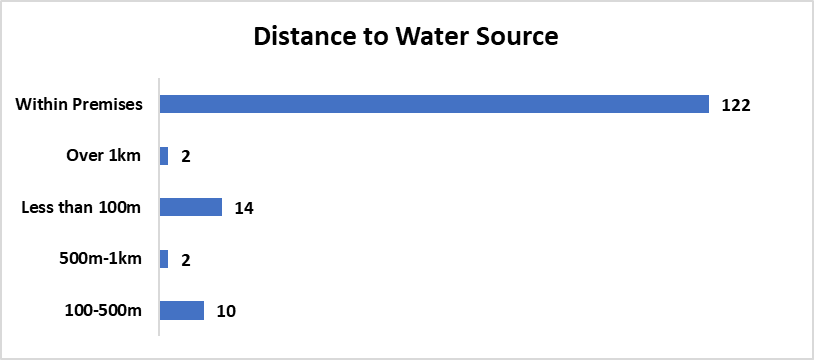 Distance to Water Source
Within Premises 122
Over 1km 2
Less than 100m 14
500m-1km 2
100-500m 10